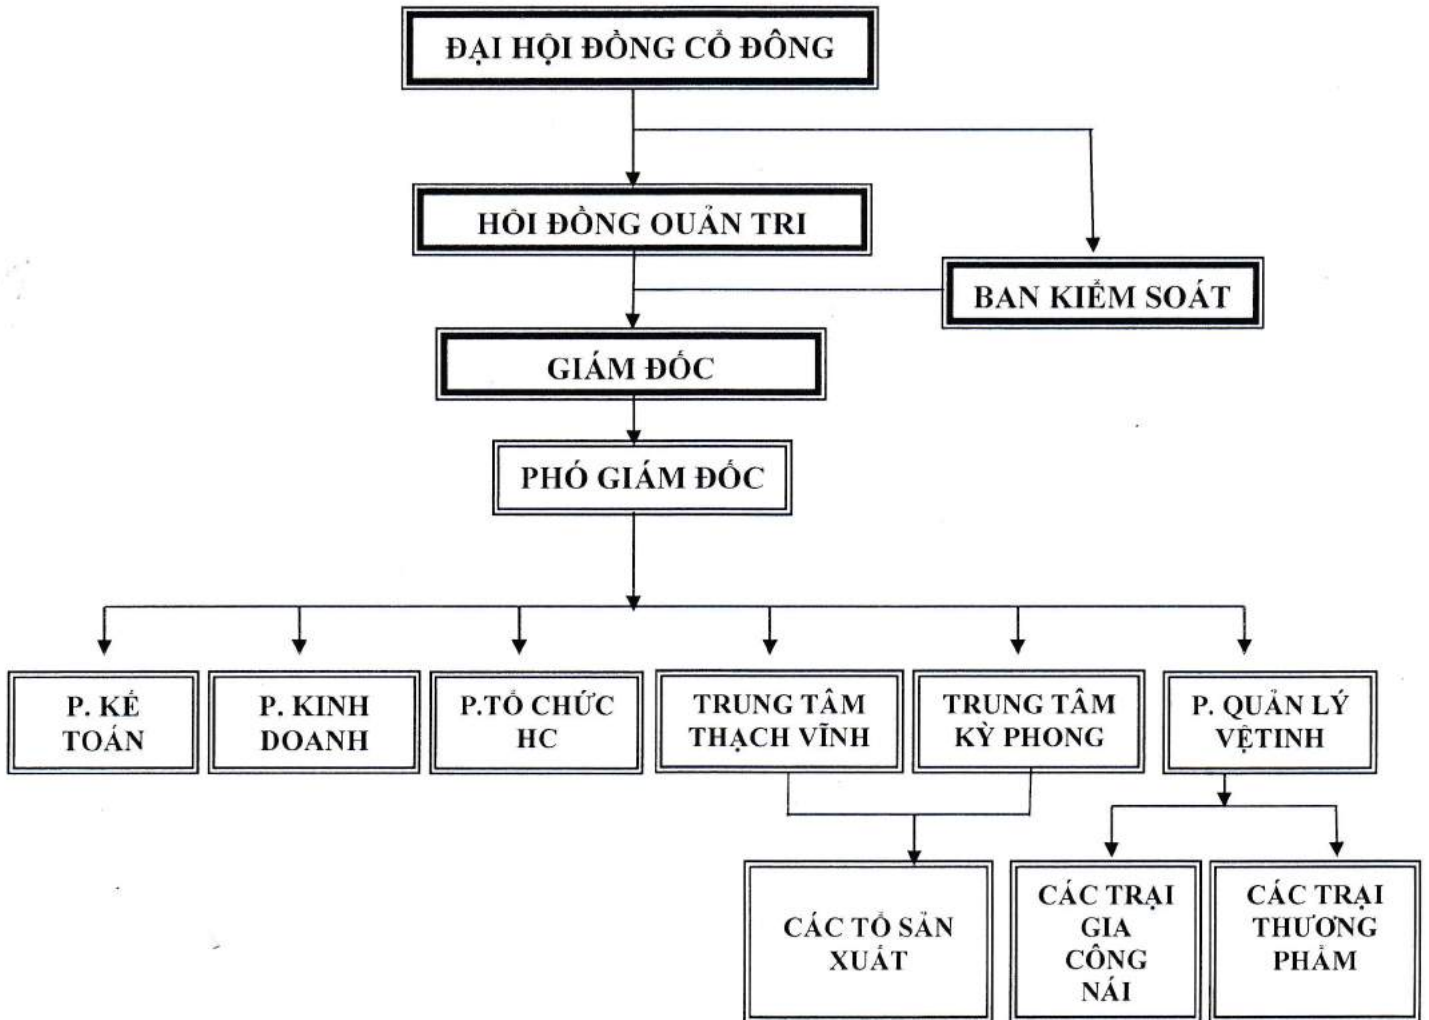 ĐẠI HỘI ĐỒNG CỔ ĐÔNG
HỘI ĐỒNG QUẢN TRỊ
BAN KIỂM SOÁT
GIÁM ĐỐC
PHÓ GIÁM ĐỐC
P. KẾ
TOÁN
P. KINH
DOANH
P.TỔ CHỨC
HC
TRUNG TÂM
THẠCH VĨNH
TRUNG TÂM
KỲ PHONG
P. QUẢN LÝ
VỆTINH
CÁC TỔ SẢN
XUẤT
CÁC TRẠI
GIA
CÔNG
NÁI
CÁC TRẠI
THƯƠNG
PHẨM